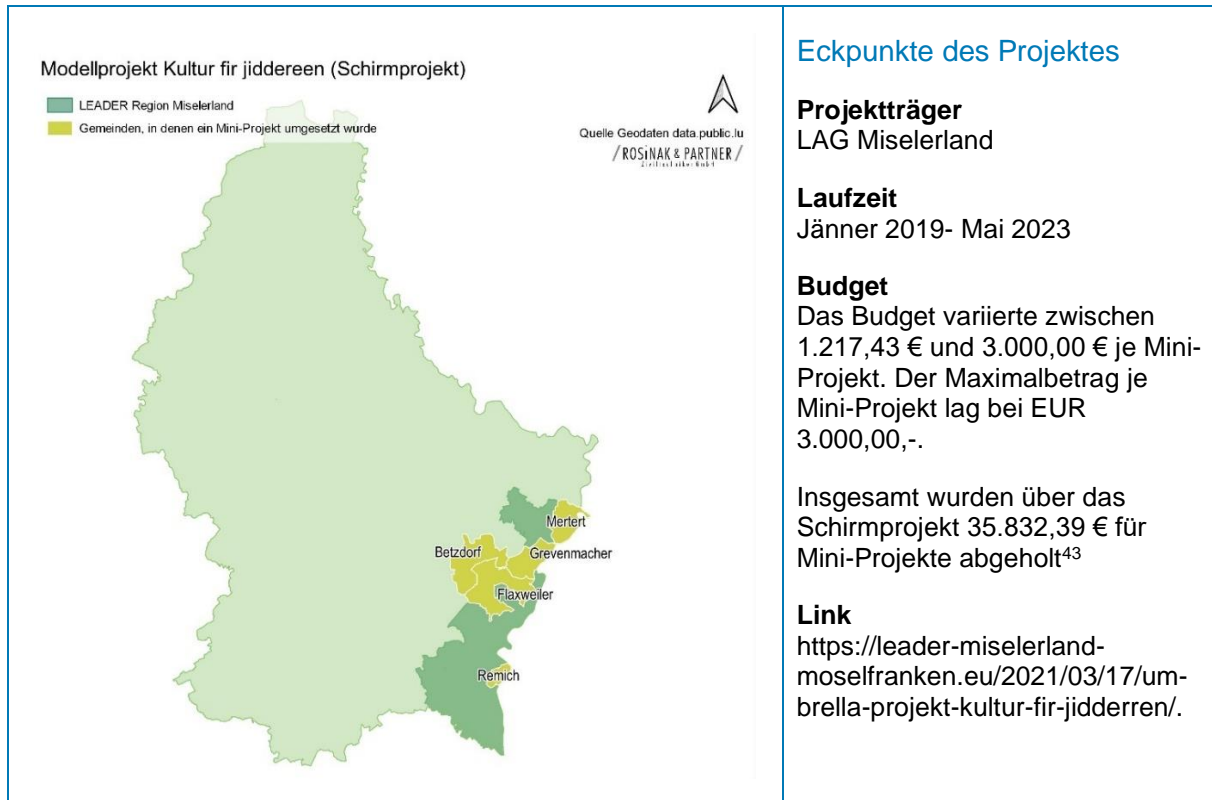 Modellprojekt Kultur fir jiddereen (Schirmprojekt)
LEADER Region Miselerland
Gemeinden, in denen ein Mini-Projekt umgesetzt wurde
Quelle Geodaten data.public.lu
/ ROSiNAK & PARTNER /
Mertert
Betzdorf
Grevenmacher
Flaxweiler
Remich
Eckpunkte des Projektes
Projektträger
LAG Miselerland
Laufzeit
Jänner 2019- Mai 2023
Budget
Das Budget variierte zwischen
1.217,43 € und 3.000,00 € je Mini-
Projekt. Der Maximalbetrag je
Mini-Projekt lag bei EUR
3.000,00,-.
Insgesamt wurden über das
Schirmprojekt 35.832,39 € für
Mini-Projekte abgeholt43
Link
https://leader-miselerland-
moselfranken.eu/2021/03/17/um-
brella-projekt-kultur-fir-jidderren/.